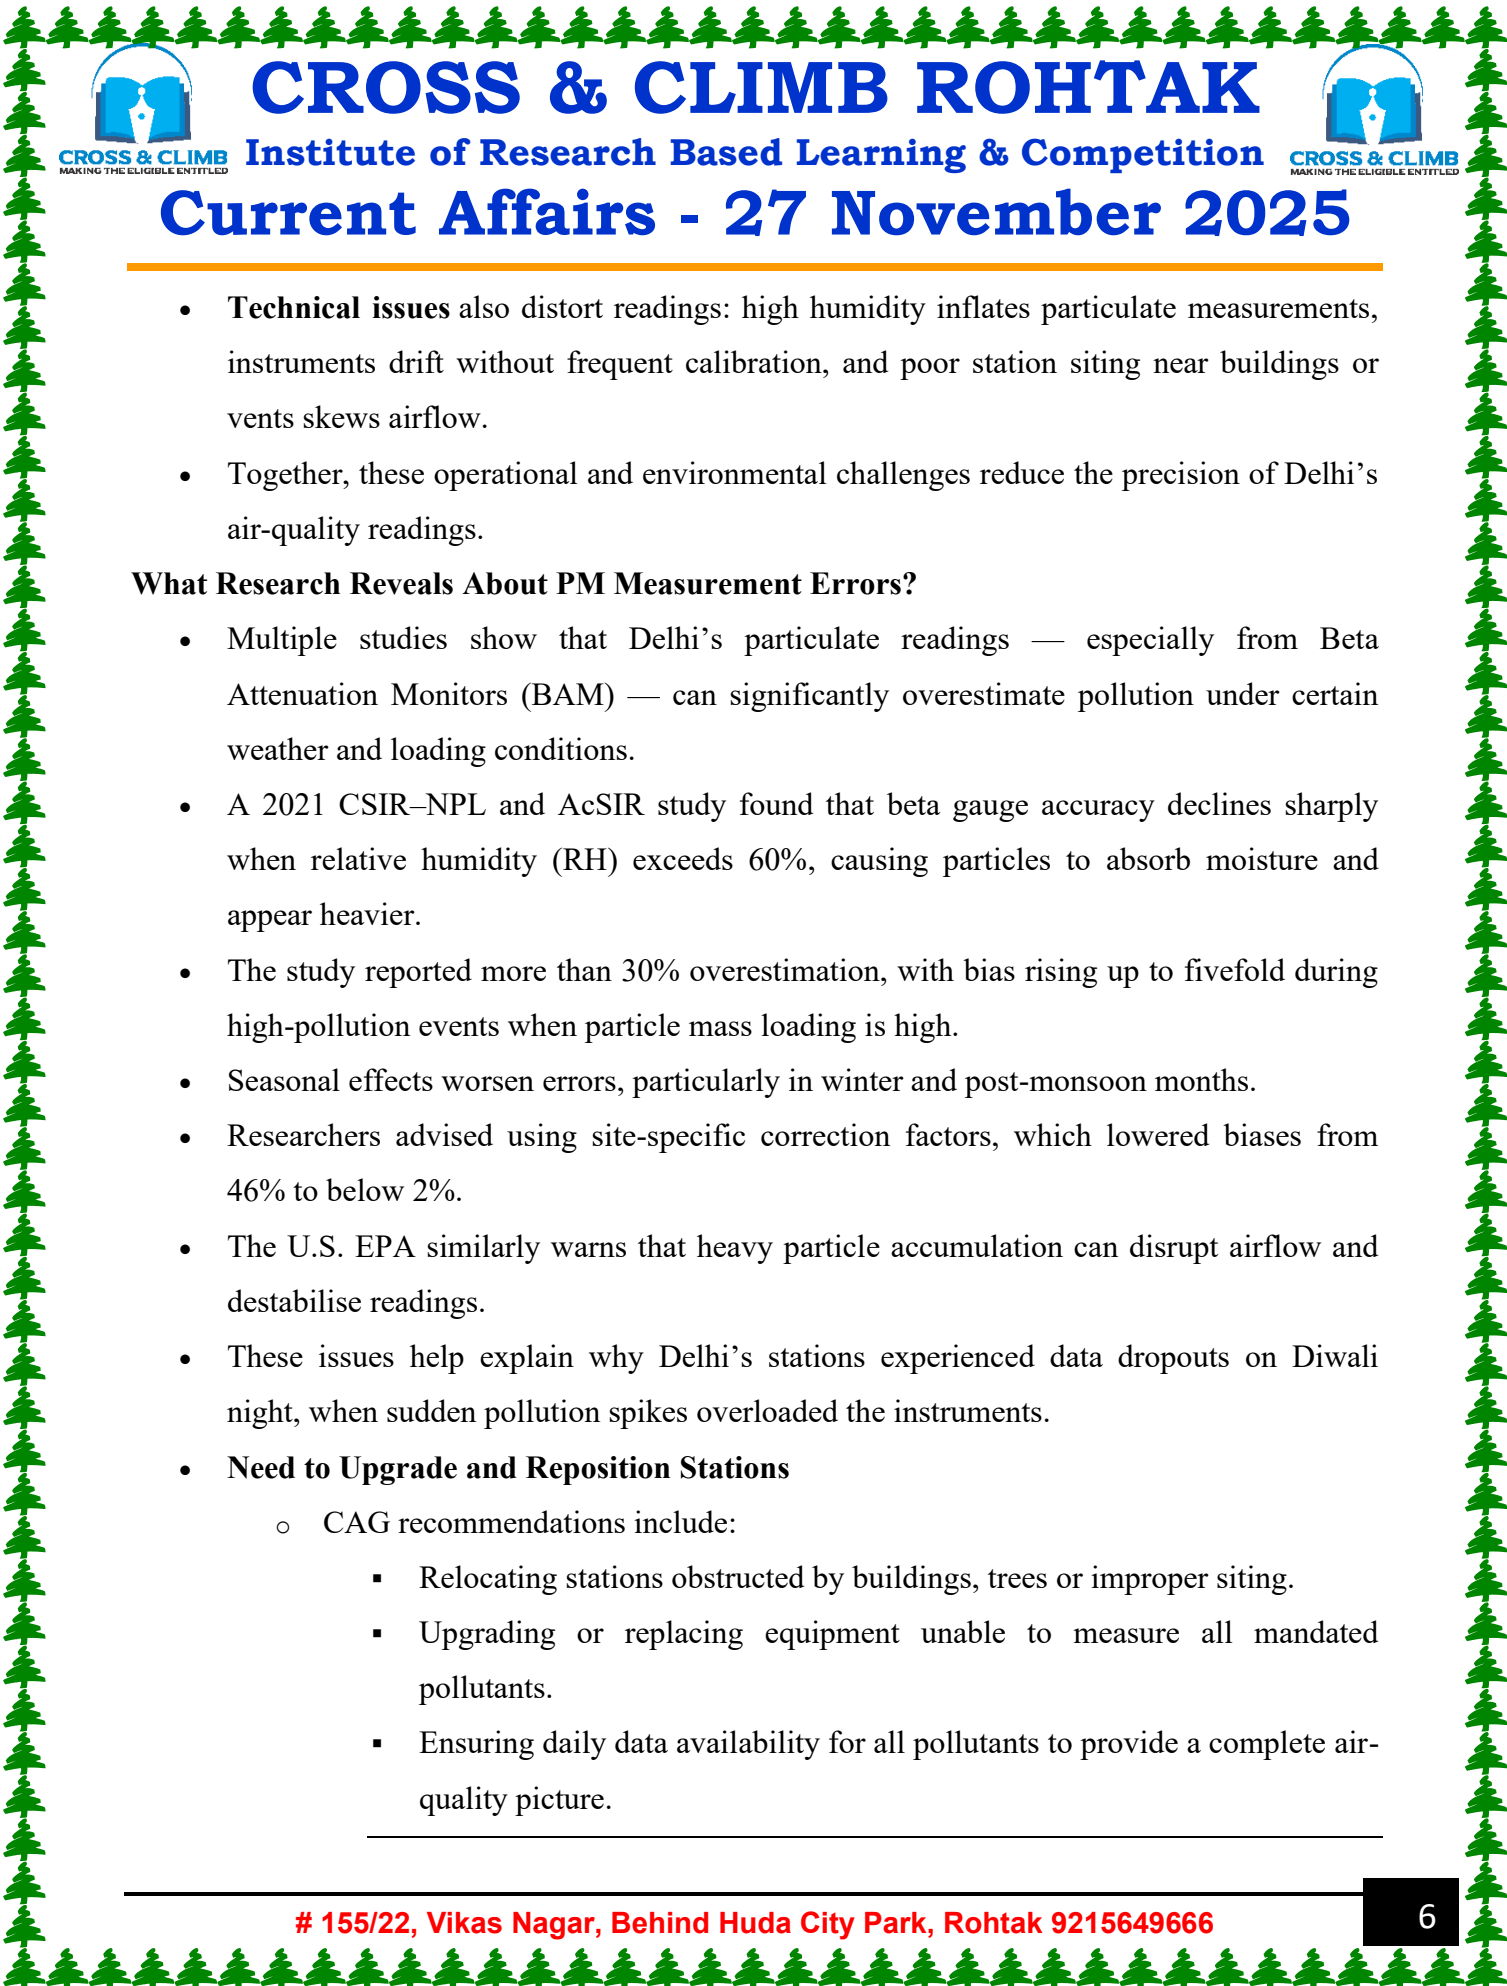 CROSS & CLIMB ROHTAK
Institute of Research Based Learning & Competition
CROSS & CLIMB
MAKING THE ELIGIBLE ENTITLED
CROSS & CLIMB
MAKING THE ELIGIBLE ENTITLED
Current Affairs - 27 November 2025
• Technical issues also distort readings: high humidity inflates particulate measurements,
instruments drift without frequent calibration, and poor station siting near buildings or
vents skews airflow.
• Together, these operational and environmental challenges reduce the precision of Delhi’s
air-quality readings.
What Research Reveals About PM Measurement Errors?
• Multiple studies show that Delhi’s particulate readings — especially from Beta
Attenuation Monitors (BAM) — can significantly overestimate pollution under certain
weather and loading conditions.
• A 2021 CSIR–NPL and AcSIR study found that beta gauge accuracy declines sharply
when relative humidity (RH) exceeds 60%, causing particles to absorb moisture and
appear heavier.
• The study reported more than 30% overestimation, with bias rising up to fivefold during
high-pollution events when particle mass loading is high.
• Seasonal effects worsen errors, particularly in winter and post-monsoon months.
• Researchers advised using site-specific correction factors, which lowered biases from
46% to below 2%.
• The U.S. EPA similarly warns that heavy particle accumulation can disrupt airflow and
destabilise readings.
• These issues help explain why Delhi’s stations experienced data dropouts on Diwali
night, when sudden pollution spikes overloaded the instruments.
• Need to Upgrade and Reposition Stations
o CAG recommendations include:
▪ Relocating stations obstructed by buildings, trees or improper siting.
▪ Upgrading or replacing equipment unable to measure all mandated
pollutants.
▪ Ensuring daily data availability for all pollutants to provide a complete air-
quality picture.
# 155/22, Vikas Nagar, Behind Huda City Park, Rohtak 9215649666
6